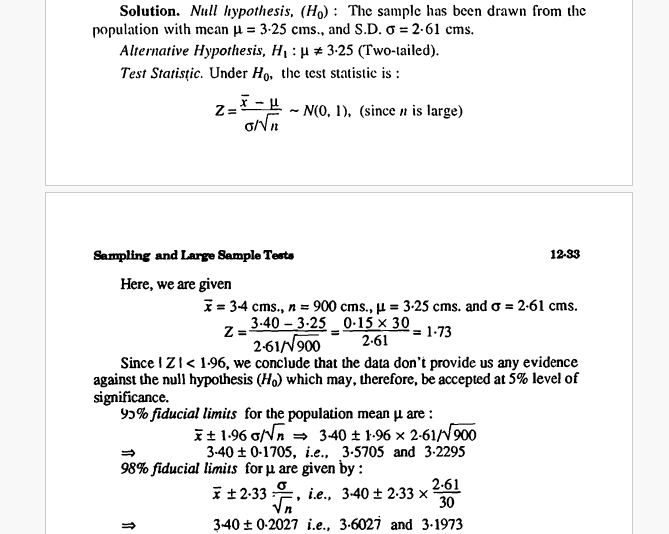 Solution. Null hypothesis, (H₀) : The sample has been drawn from the
population with mean μ = 3·25 cms., and S.D. σ = 2·61 cms.
Alternative Hypothesis, H₁ : μ ≠ 3·25 (Two-tailed).
Test Statistic. Under H₀, the test statistic is :
Z = (x̄ − μ)/(σ/√n) ~ N(0, 1), (since n is large)
Sampling and Large Sample Tests 12·33
Here, we are given
x̄ = 3·4 cms., n = 900 cms., μ = 3·25 cms. and σ = 2·61 cms.
Z = (3·40 − 3·25)/(2·61/√900) = (0·15 × 30)/2·61 = 1·73
Since | Z | < 1·96, we conclude that the data don't provide us any evidence
against the null hypothesis (H₀) which may, therefore, be accepted at 5% level of
significance.
95% fiducial limits for the population mean μ are :
x̄ ± 1·96 σ/√n ⇒ 3·40 ± 1·96 × 2·61/√900
⇒ 3·40 ± 0·1705, i.e., 3·5705 and 3·2295
98% fiducial limits for μ are given by :
x̄ ± 2·33 σ/√n, i.e., 3·40 ± 2·33 × 2·61/30
⇒ 3·40 ± 0·2027 i.e., 3·6027 and 3·1973